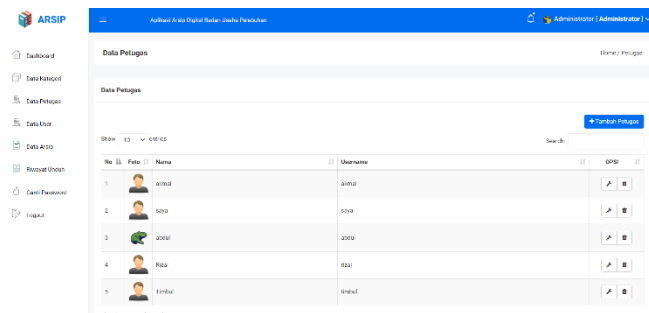 ARSIP
Aplikasi Arsip Digital Badan Usaha Pelabuhan
Administrator [ Administrator ]
Dashboard
Data Kategori
Data Petugas
Data User
Data Arsip
Riwayat Unduh
Ganti Password
Logout
Data Petugas
Home / Petugas
Data Petugas
+ Tambah Petugas
Show 10 entries
Search:
No Foto Nama Username OPSI
1 akmal akmal
2 saya saya
3 abdul abdul
4 Rizal rizal
5 Timbul timbul